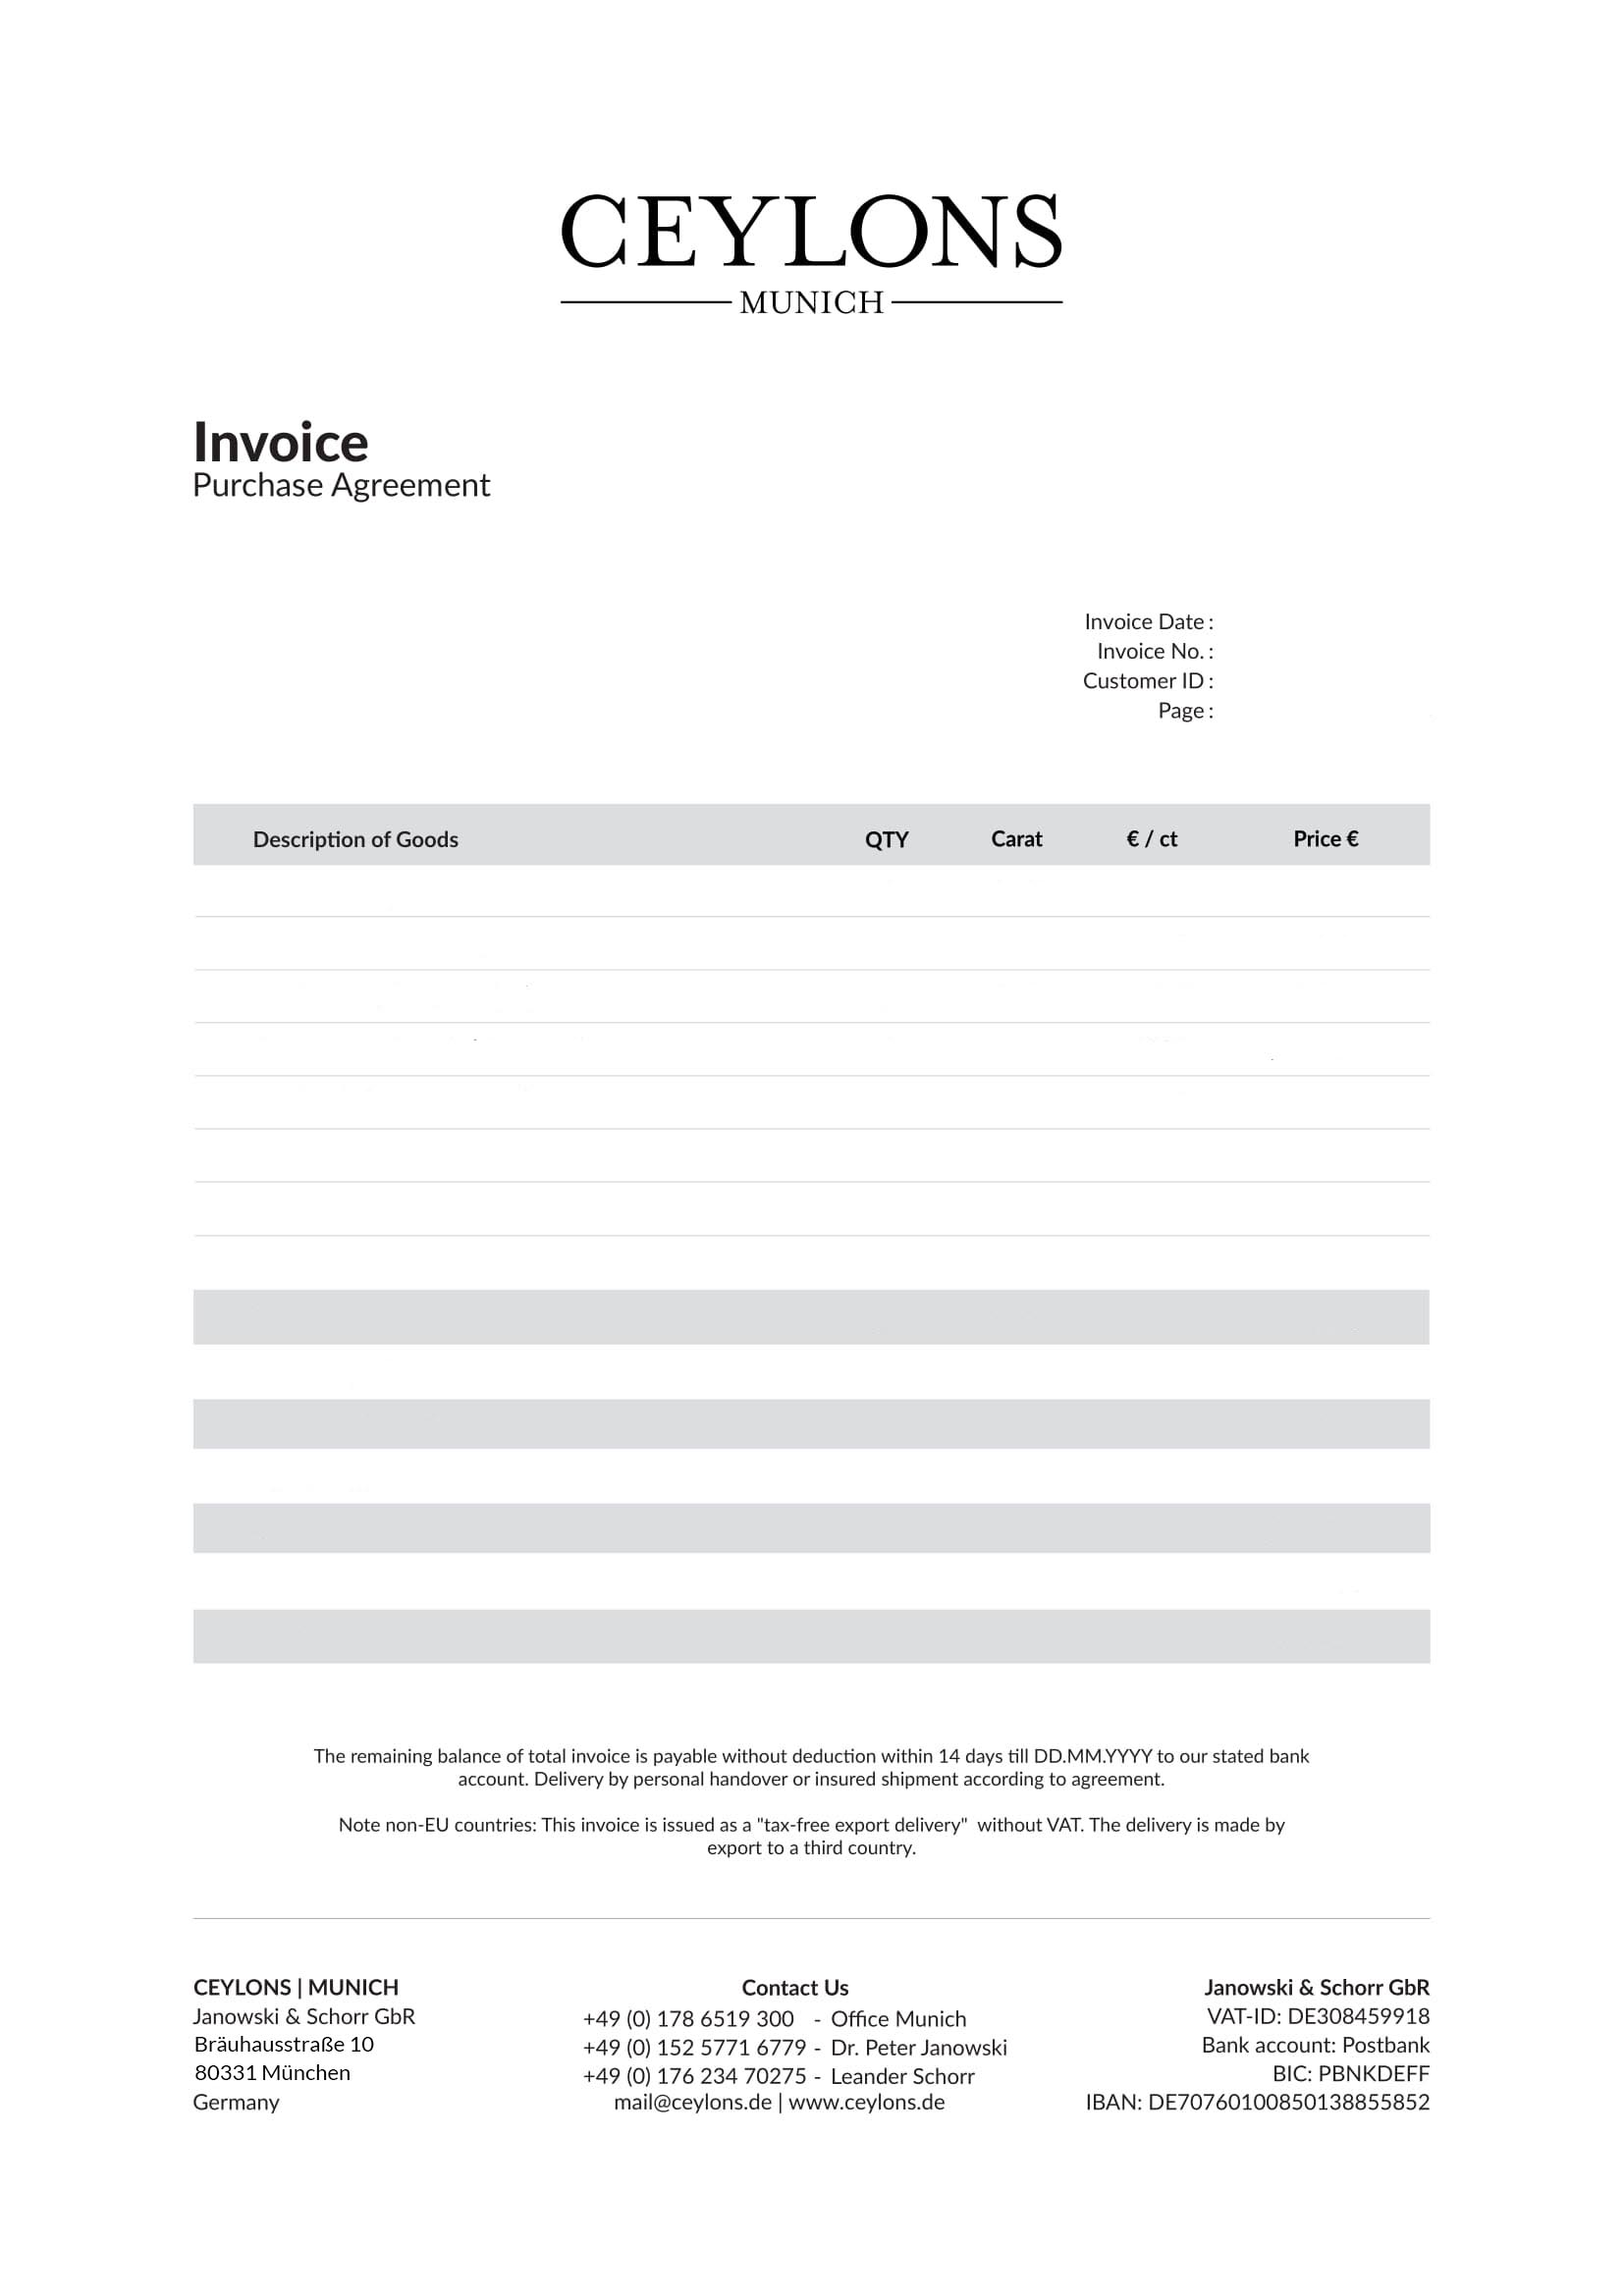 CEYLONS
MUNICH
Invoice
Purchase Agreement
Invoice Date :
Invoice No. :
Customer ID :
Page :
Description of Goods QTY Carat € / ct Price €
The remaining balance of total invoice is payable without deduction within 14 days till DD.MM.YYYY to our stated bank
account. Delivery by personal handover or insured shipment according to agreement.
Note non-EU countries: This invoice is issued as a "tax-free export delivery" without VAT. The delivery is made by
export to a third country.
CEYLONS | MUNICH
Janowski & Schorr GbR
Bräuhausstraße 10
80331 München
Germany
Contact Us
+49 (0) 178 6519 300 - Office Munich
+49 (0) 152 5771 6779 - Dr. Peter Janowski
+49 (0) 176 234 70275 - Leander Schorr
mail@ceylons.de | www.ceylons.de
Janowski & Schorr GbR
VAT-ID: DE308459918
Bank account: Postbank
BIC: PBNKDEFF
IBAN: DE70760100850138855852